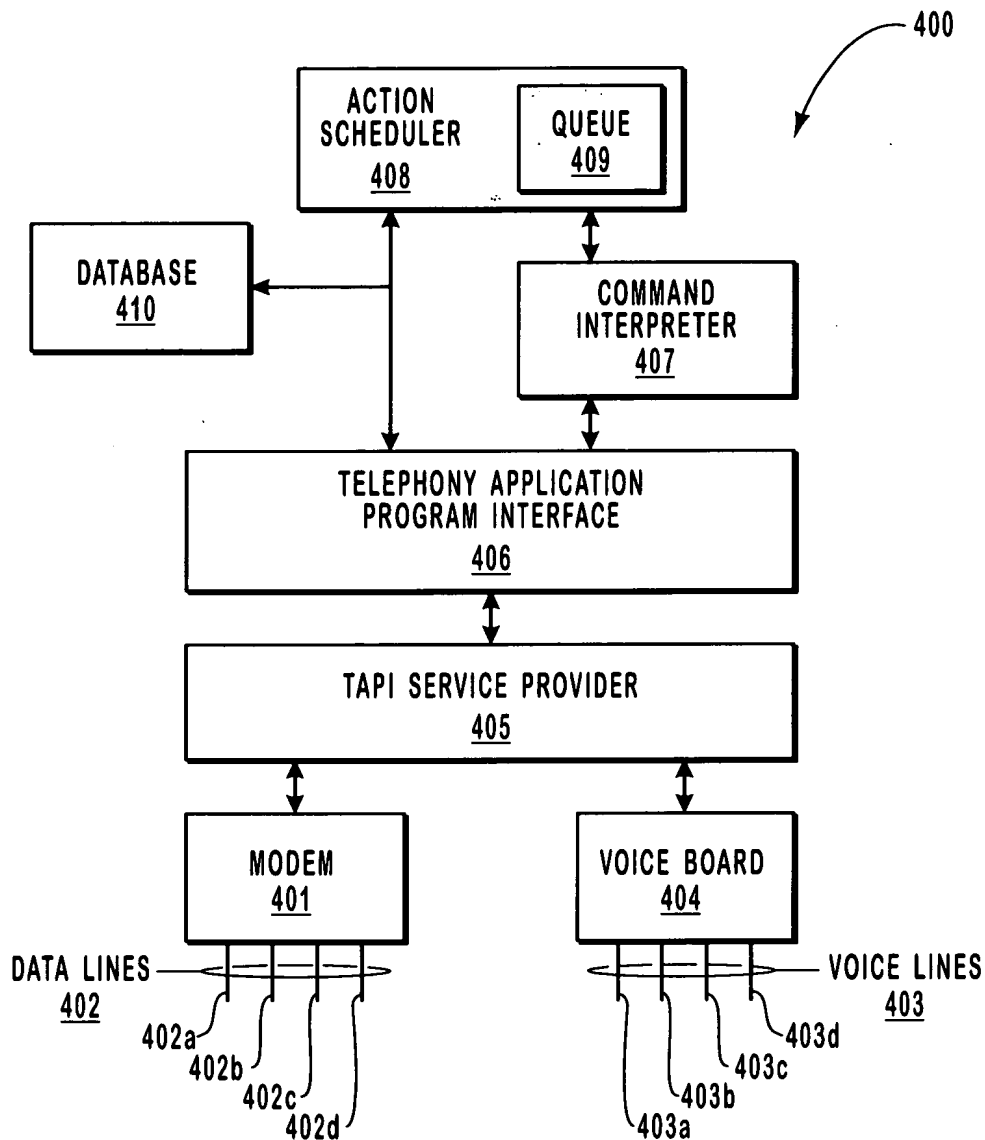 400
ACTION
SCHEDULER
408
QUEUE
409
DATABASE
410
COMMAND
INTERPRETER
407
TELEPHONY APPLICATION
PROGRAM INTERFACE
406
TAPI SERVICE PROVIDER
405
MODEM
401
VOICE BOARD
404
DATA LINES
402
402a
402b
402c
402d
VOICE LINES
403
403d
403c
403b
403a